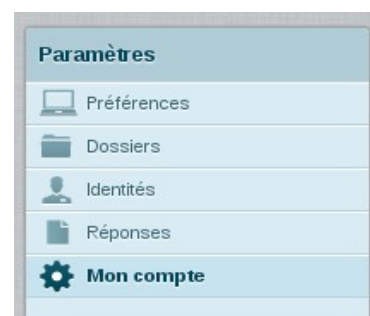 Paramètres
Préférences
Dossiers
Identités
Réponses
Mon compte